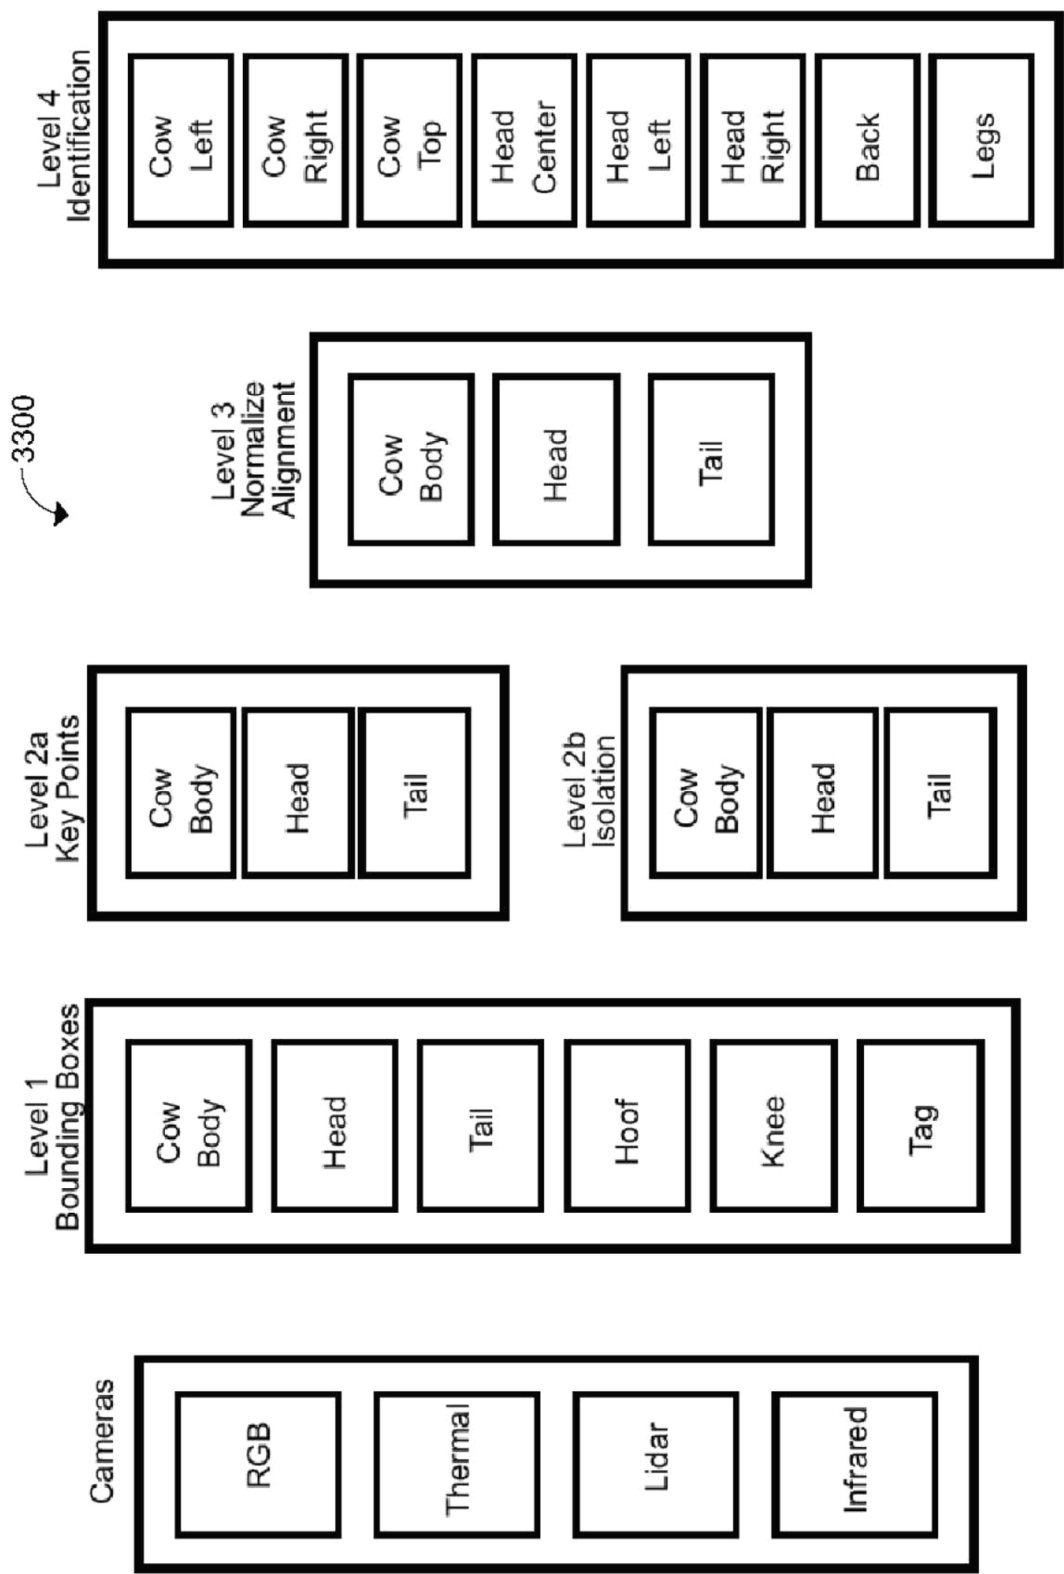 3300
Cameras
RGB
Thermal
Lidar
Infrared
Level 1
Bounding Boxes
Cow
Body
Head
Tail
Hoof
Knee
Tag
Level 2a
Key Points
Cow
Body
Head
Tail
Level 2b
Isolation
Cow
Body
Head
Tail
Level 3
Normalize
Alignment
Cow
Body
Head
Tail
Level 4
Identification
Cow
Left
Cow
Right
Cow
Top
Head
Center
Head
Left
Head
Right
Back
Legs